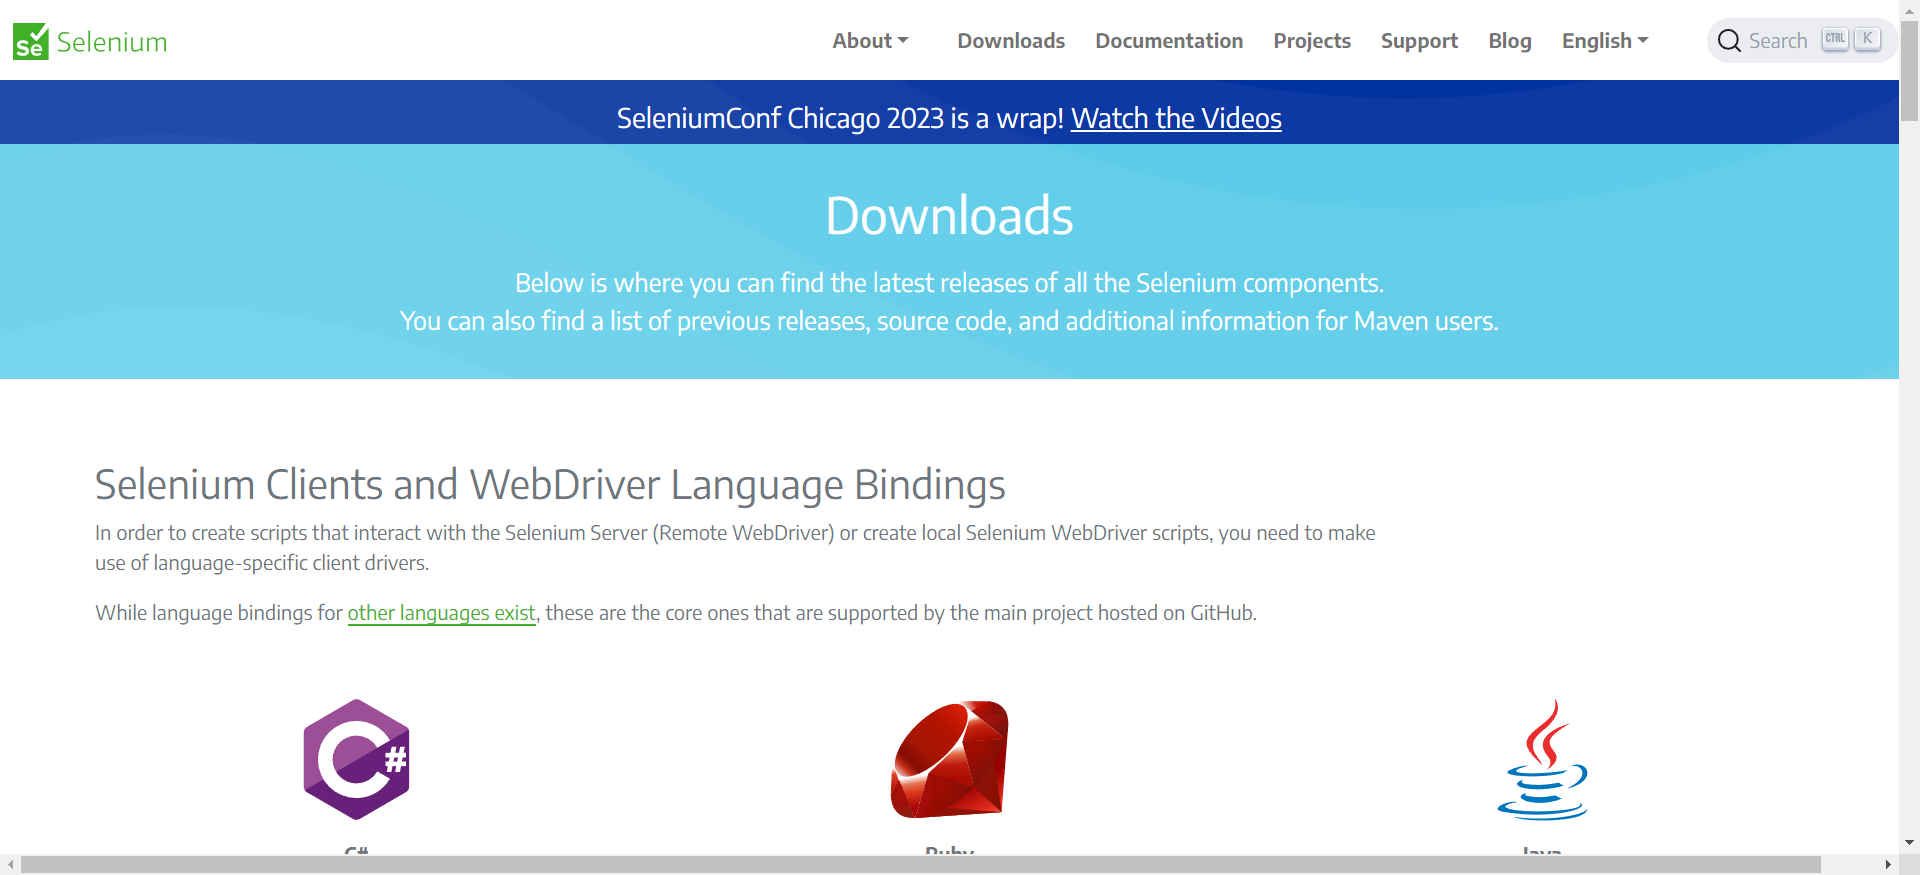 Se Selenium
About Downloads Documentation Projects Support Blog English Search CTRL K
SeleniumConf Chicago 2023 is a wrap! Watch the Videos
Downloads
Below is where you can find the latest releases of all the Selenium components.
You can also find a list of previous releases, source code, and additional information for Maven users.
Selenium Clients and WebDriver Language Bindings
In order to create scripts that interact with the Selenium Server (Remote WebDriver) or create local Selenium WebDriver scripts, you need to make
use of language-specific client drivers.
While language bindings for other languages exist, these are the core ones that are supported by the main project hosted on GitHub.
C#
C# Ruby Java